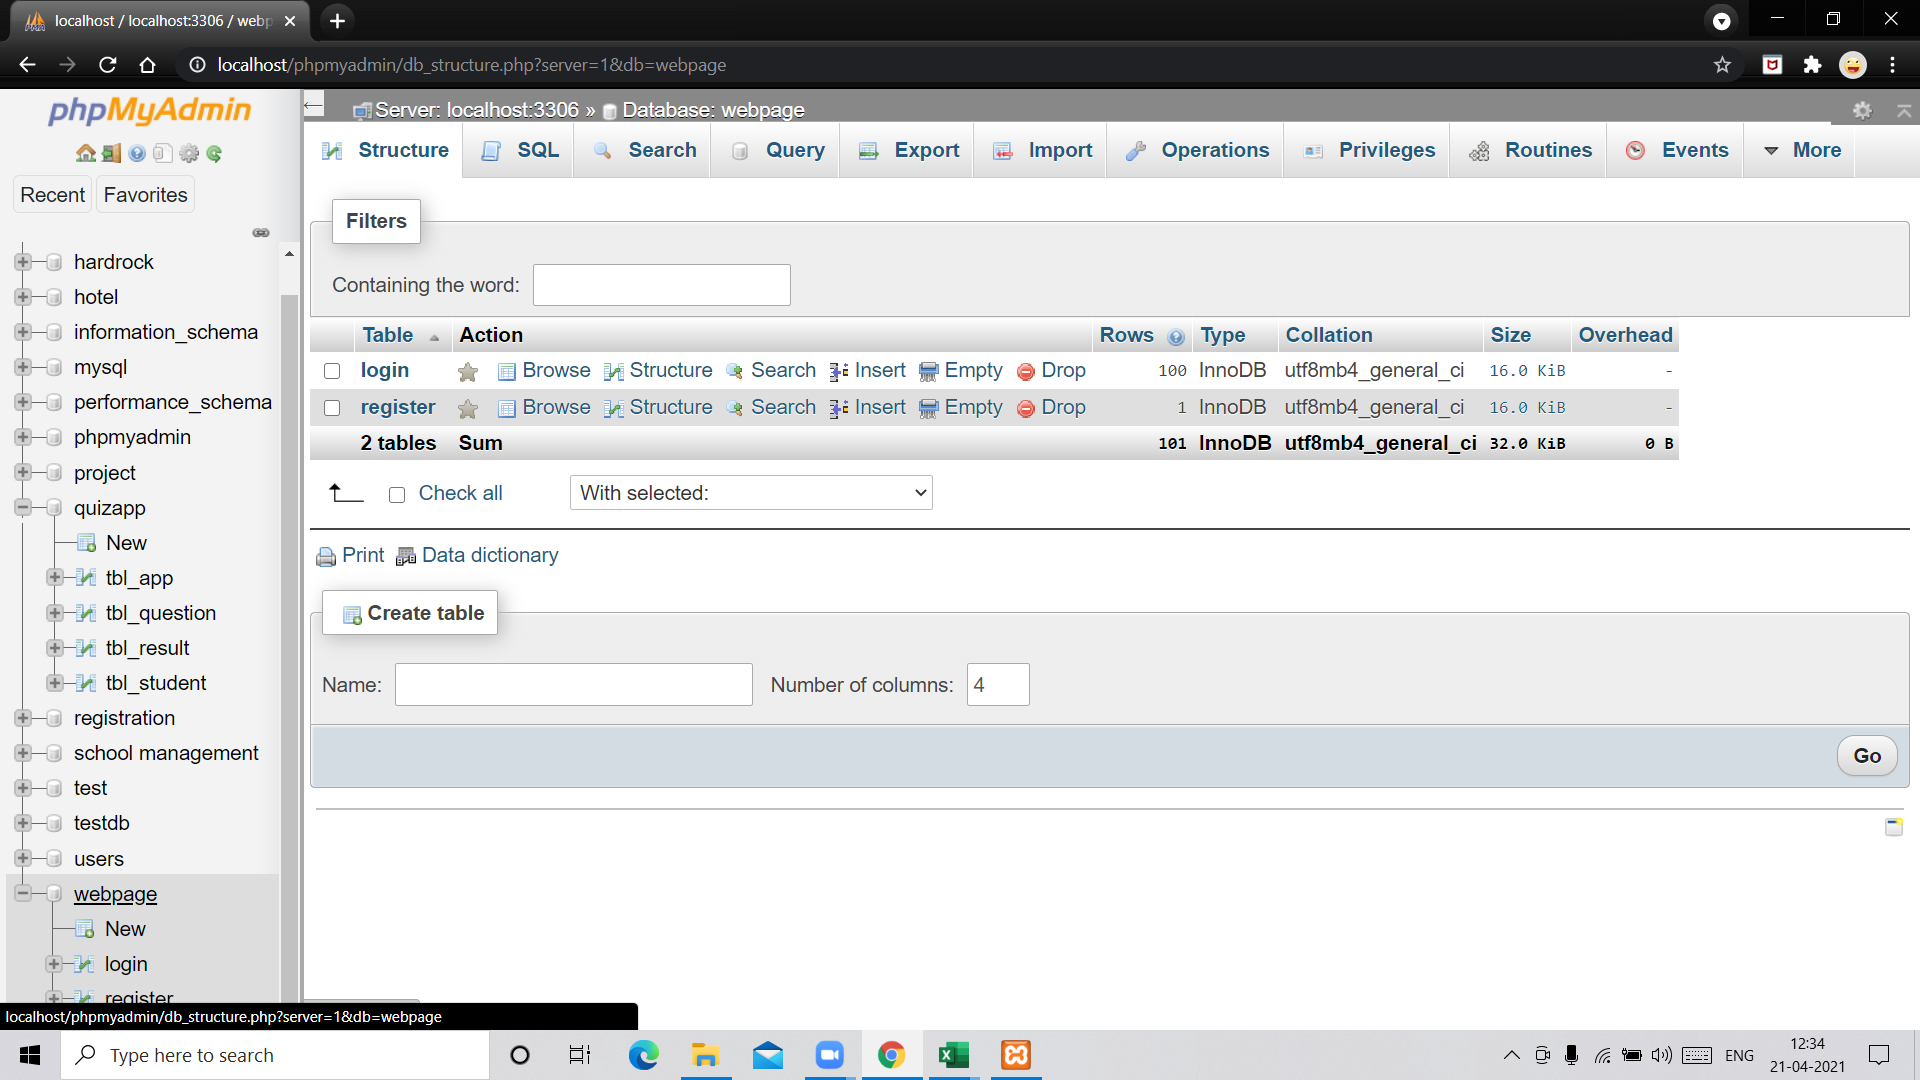 localhost / localhost:3306 / webp
localhost/phpmyadmin/db_structure.php?server=1&db=webpage
phpMyAdmin
Recent Favorites
hardrock
hotel
information_schema
mysql
performance_schema
phpmyadmin
project
quizapp
New
tbl_app
tbl_question
tbl_result
tbl_student
registration
school management
test
testdb
users
webpage
New
login
register
localhost/phpmyadmin/db_structure.php?server=1&db=webpage
Server: localhost:3306 » Database: webpage
Structure SQL Search Query Export Import Operations Privileges Routines Events More
Filters
Containing the word:
Table Action Rows Type Collation Size Overhead
login Browse Structure Search Insert Empty Drop 100 InnoDB utf8mb4_general_ci 16.0 KiB -
register Browse Structure Search Insert Empty Drop 1 InnoDB utf8mb4_general_ci 16.0 KiB -
2 tables Sum 101 InnoDB utf8mb4_general_ci 32.0 KiB 0 B
Check all With selected:
Print Data dictionary
Create table
Name: Number of columns: 4
Go
Type here to search
ENG
12:34
21-04-2021